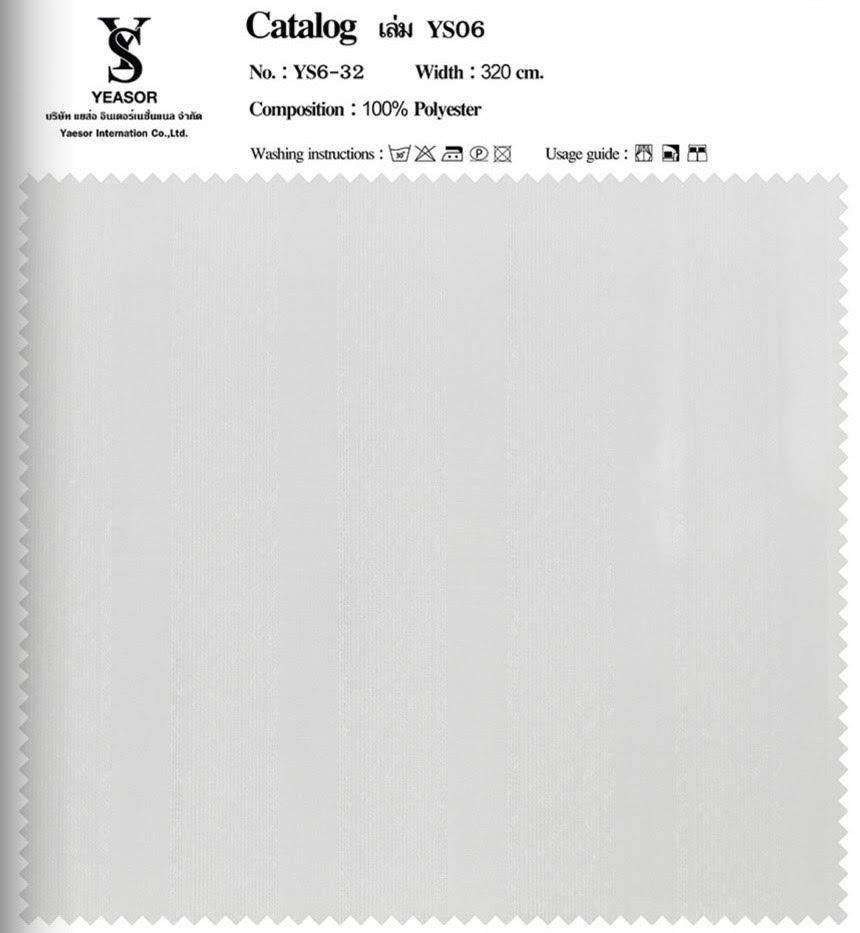 YS
YEASOR
บริษัท แยส่อ อินเตอร์เนชั่นแนล จำกัด
Yaesor Internation Co.,Ltd.
Catalog เล่ม YS06
No. : YS6-32 Width : 320 cm.
Composition : 100% Polyester
Washing instructions : P Usage guide :